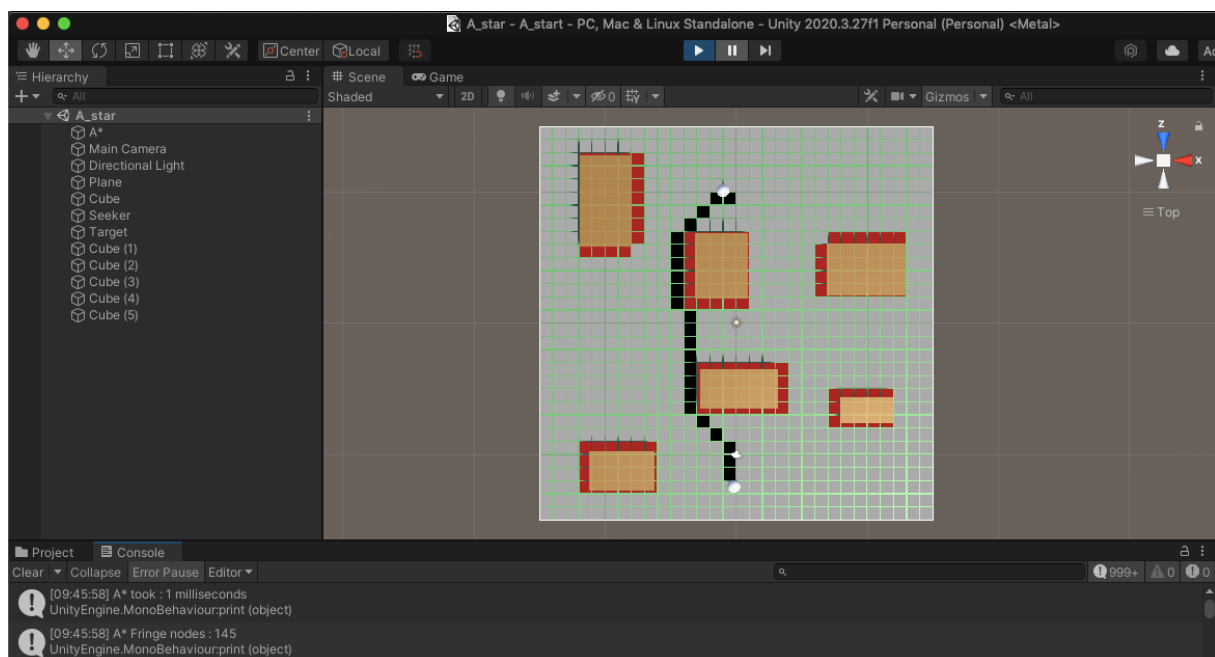 A_star - A_start - PC, Mac & Linux Standalone - Unity 2020.3.27f1 Personal (Personal) <Metal>
Center Local
Hierarchy
All
A_star
A*
Main Camera
Directional Light
Plane
Cube
Seeker
Target
Cube (1)
Cube (2)
Cube (3)
Cube (4)
Cube (5)
Scene Game
Shaded 2D 0 Gizmos All
z
x
Top
Project Console
Clear Collapse Error Pause Editor 999+ 0 0
[09:45:58] A* took : 1 milliseconds
UnityEngine.MonoBehaviour:print (object)
[09:45:58] A* Fringe nodes : 145
UnityEngine.MonoBehaviour:print (object)